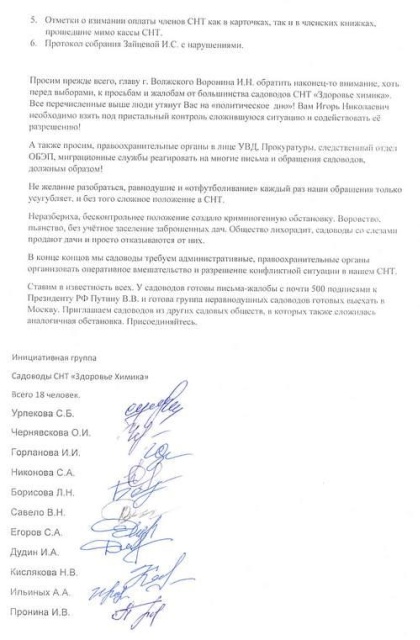 5. Отметки о взимании оплаты членов СНТ как в карточках, так и в членских книжках,
прошедшие мимо кассы СНТ.
6. Протокол собрания Зайцевой И.С. с нарушениями.
Просим прежде всего, главу г. Волжского Воронина И.Н. обратить наконец-то внимание, хоть
перед выборами, к просьбам и жалобам от большинства садоводов СНТ «Здоровье химика».
Все перечисленные выше люди утянут Вас на «политическое дно»! Вам Игорь Николаевич
необходимо взять под пристальный контроль сложившуюся ситуацию и содействовать её
разрешению!
А также просим, правоохранительные органы в лице УВД, Прокуратуры, следственный отдел
ОБЭП, миграционные службы реагировать на многие письма и обращения садоводов,
должным образом!
Не желание разобраться, равнодушие и «отфутболивание» каждый раз наши обращения только
усугубляет, и без того сложное положение в СНТ.
Неразбериха, бесконтрольное положение создало криминогенную обстановку. Воровство,
пьянство, без учётное заселение заброшенных дач. Общество лихорадит, садоводы со слезами
продают дачи и просто отказываются от них.
В конце концов мы садоводы требуем административные, правоохранительные органы
организовать оперативное вмешательство и разрешение конфликтной ситуации в нашем СНТ.
Ставим в известность всех. У садоводов готовы письма-жалобы с почти 500 подписями к
Президенту РФ Путину В.В. и готова группа неравнодушных садоводов готовых выехать в
Москву. Приглашаем садоводов из других садовых обществ, в которых также сложилась
аналогичная обстановка. Присоединяйтесь.
Инициативная группа
Садоводы СНТ «Здоровье Химика»
Всего 18 человек.
Урпекова С.Б.
Чернявскова О.И.
Горланова И.И.
Никонова С.А.
Борисова Л.Н.
Савело В.Н.
Егоров С.А.
Дудин И.А.
Кислякова Н.В.
Ильиных А.А.
Пронина И.В.